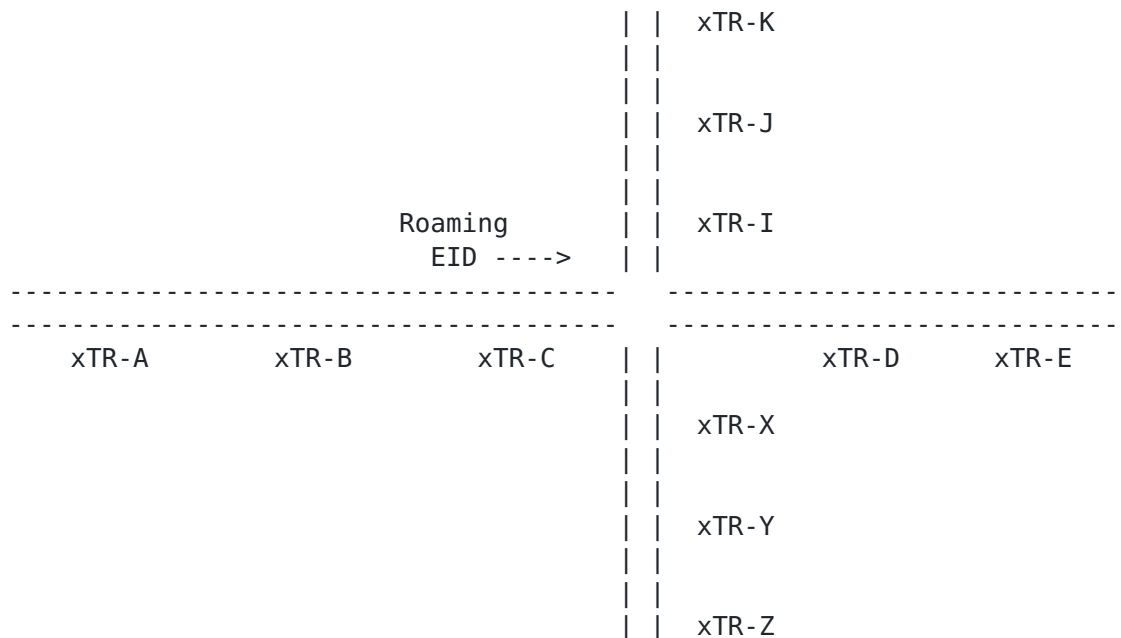 | |  xTR-K
| |
| |
| |  xTR-J
| |
| |
Roaming       | |  xTR-I
EID ---->   | |
---------------------------------------   -----------------------------
---------------------------------------   -----------------------------
xTR-A        xTR-B        xTR-C    | |          xTR-D      xTR-E
| |
| |  xTR-X
| |
| |
| |  xTR-Y
| |
| |
| |  xTR-Z